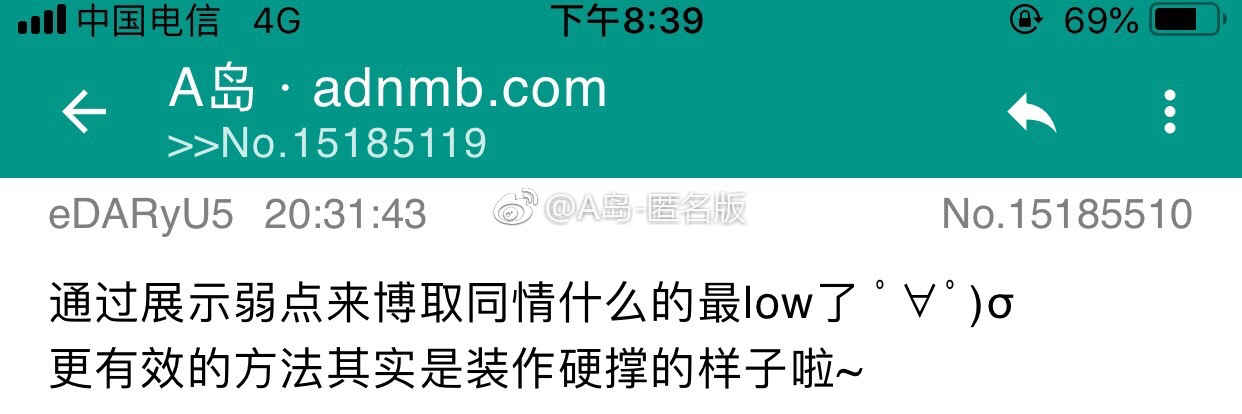 中国电信 4G 下午8:39 69%
A岛 · adnmb.com
>>No.15185119
eDARyU5 20:31:43 @A岛-匿名版 No.15185510
通过展示弱点来博取同情什么的最low了 ﾟ ∀ﾟ)σ
更有效的方法其实是装作硬撑的样子啦~